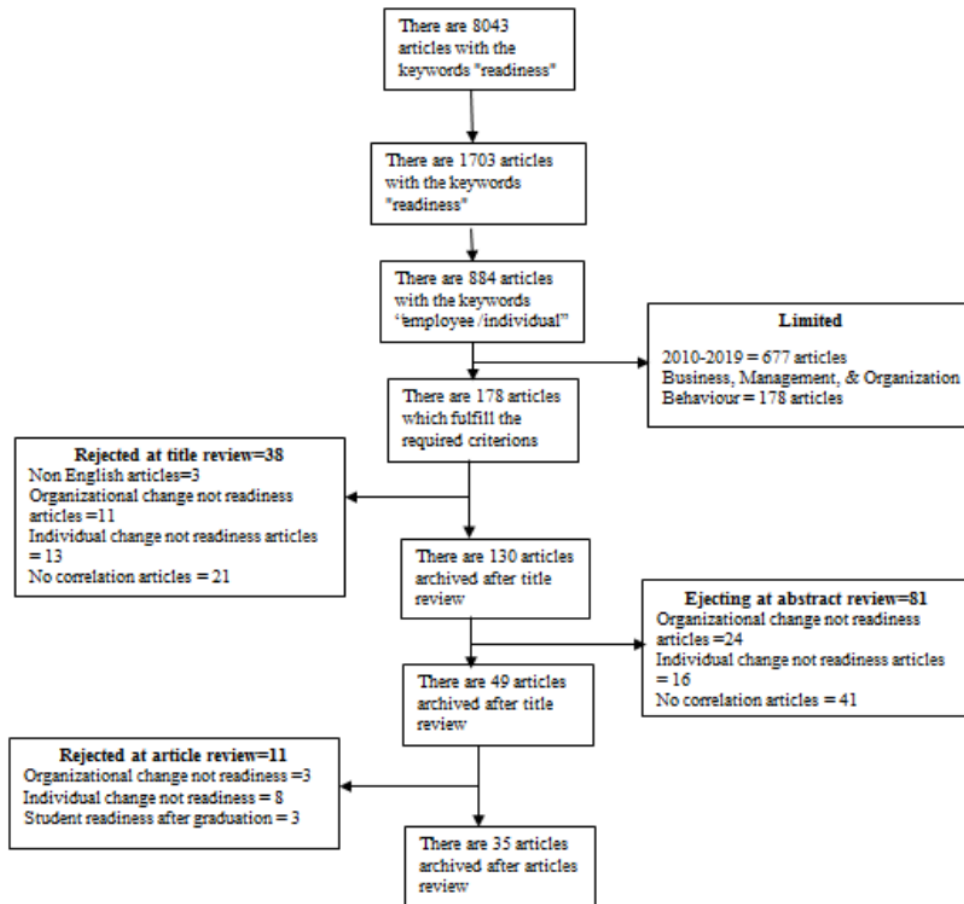 There are 8043
articles with the
keywords "readiness"
There are 1703 articles
with the keywords
"readiness"
There are 884 articles
with the keywords
“employee /individual”
Limited
2010-2019 = 677 articles
Business, Management, & Organization
Behaviour = 178 articles
There are 178 articles
which fulfill the
required criterions
Rejected at title review=38
Non English articles=3
Organizational change not readiness
articles =11
Individual change not readiness articles
= 13
No correlation articles = 21
There are 130 articles
archived after title
review
Ejecting at abstract review=81
Organizational change not readiness
articles =24
Individual change not readiness articles
= 16
No correlation articles = 41
There are 49 articles
archived after title
review
Rejected at article review=11
Organizational change not readiness =3
Individual change not readiness = 8
Student readiness after graduation = 3
There are 35 articles
archived after articles
review